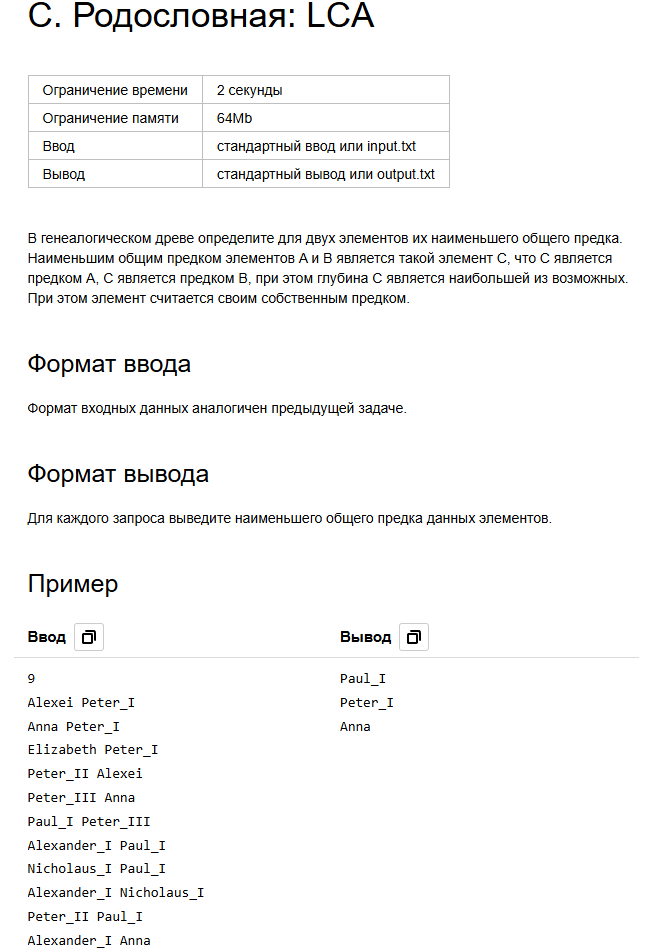 С. Родословная: LCA
Ограничение времени 2 секунды
Ограничение памяти 64Mb
Ввод стандартный ввод или input.txt
Вывод стандартный вывод или output.txt
В генеалогическом древе определите для двух элементов их наименьшего общего предка.
Наименьшим общим предком элементов А и В является такой элемент С, что С является
предком А, С является предком В, при этом глубина С является наибольшей из возможных.
При этом элемент считается своим собственным предком.
Формат ввода
Формат входных данных аналогичен предыдущей задаче.
Формат вывода
Для каждого запроса выведите наименьшего общего предка данных элементов.
Пример
Ввод Вывод
9 Paul_I
Alexei Peter_I Peter_I
Anna Peter_I Anna
Elizabeth Peter_I
Peter_II Alexei
Peter_III Anna
Paul_I Peter_III
Alexander_I Paul_I
Nicholaus_I Paul_I
Alexander_I Nicholaus_I
Peter_II Paul_I
Alexander_I Anna